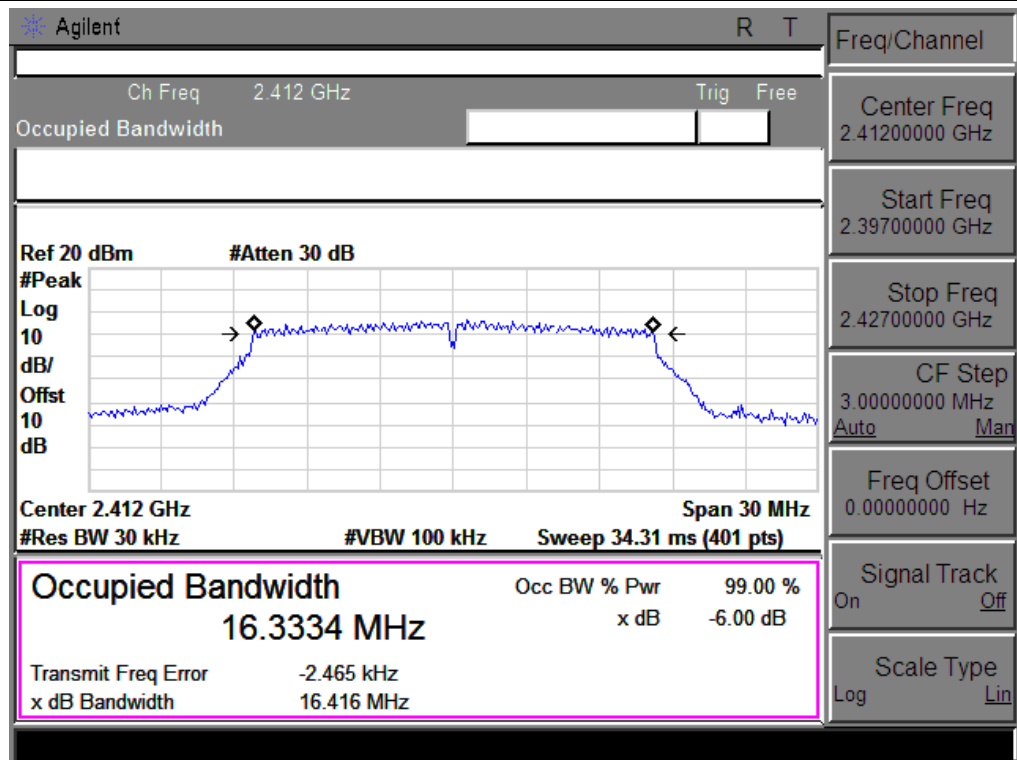 Agilent R T
Ch Freq 2.412 GHz Trig Free
Occupied Bandwidth
Ref 20 dBm #Atten 30 dB
#Peak
Log
10
dB/
Offst
10
dB
Center 2.412 GHz Span 30 MHz
#Res BW 30 kHz #VBW 100 kHz Sweep 34.31 ms (401 pts)
Occupied Bandwidth Occ BW % Pwr 99.00 %
16.3334 MHz x dB -6.00 dB
Transmit Freq Error -2.465 kHz
x dB Bandwidth 16.416 MHz
Freq/Channel
Center Freq
2.41200000 GHz
Start Freq
2.39700000 GHz
Stop Freq
2.42700000 GHz
CF Step
3.00000000 MHz
Auto Man
Freq Offset
0.00000000 Hz
Signal Track
On Off
Scale Type
Log Lin